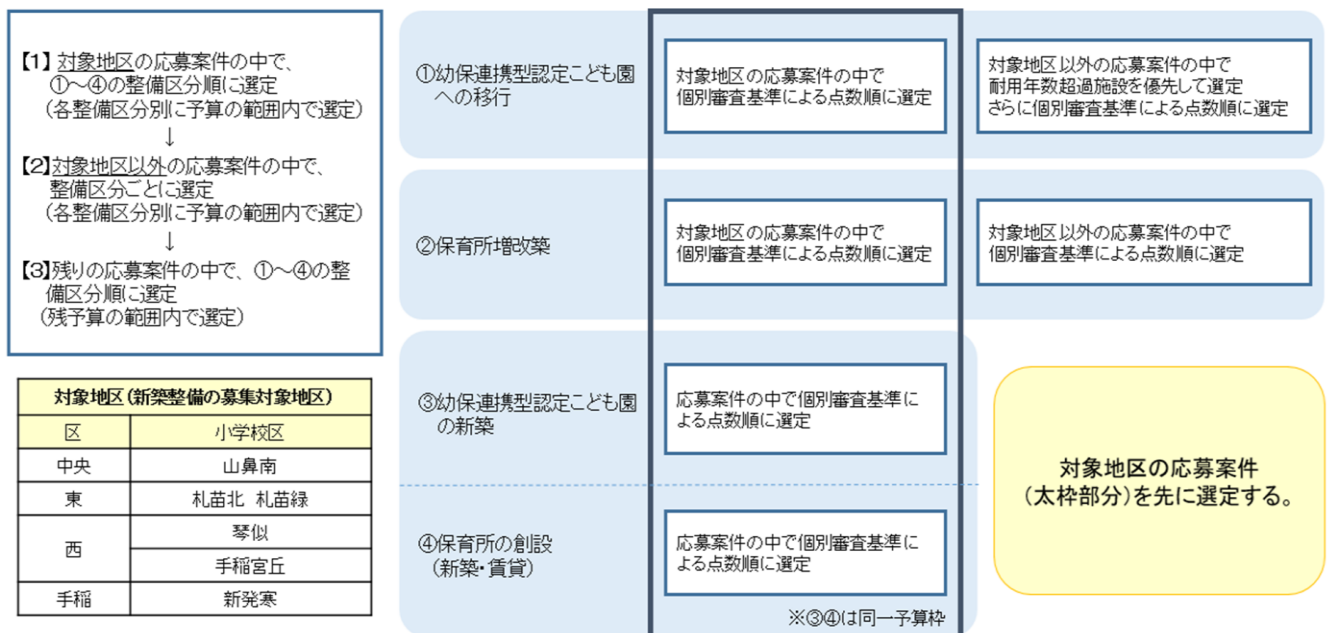 【1】対象地区の応募案件の中で、
①～④の整備区分順に選定
(各整備区分別に予算の範囲内で選定)
↓
【2】対象地区以外の応募案件の中で、
整備区分ごとに選定
(各整備区分別に予算の範囲内で選定)
↓
【3】残りの応募案件の中で、①～④の整
備区分順に選定
(残予算の範囲内で選定)
対象地区(新築整備の募集対象地区)
区 小学校区
中央 山鼻南
東 札苗北 札苗緑
西 琴似
手稲宮丘
手稲 新発寒
①幼保連携型認定こども園
への移行
対象地区の応募案件の中で
個別審査基準による点数順に選定
対象地区以外の応募案件の中で
耐用年数超過施設を優先して選定
さらに個別審査基準による点数順に選定
②保育所増改築
対象地区の応募案件の中で
個別審査基準による点数順に選定
対象地区以外の応募案件の中で
個別審査基準による点数順に選定
③幼保連携型認定こども園
の新築
応募案件の中で個別審査基準に
よる点数順に選定
④保育所の創設
(新築・賃貸)
応募案件の中で個別審査基準に
よる点数順に選定
※③④は同一予算枠
対象地区の応募案件
(太枠部分)を先に選定する。